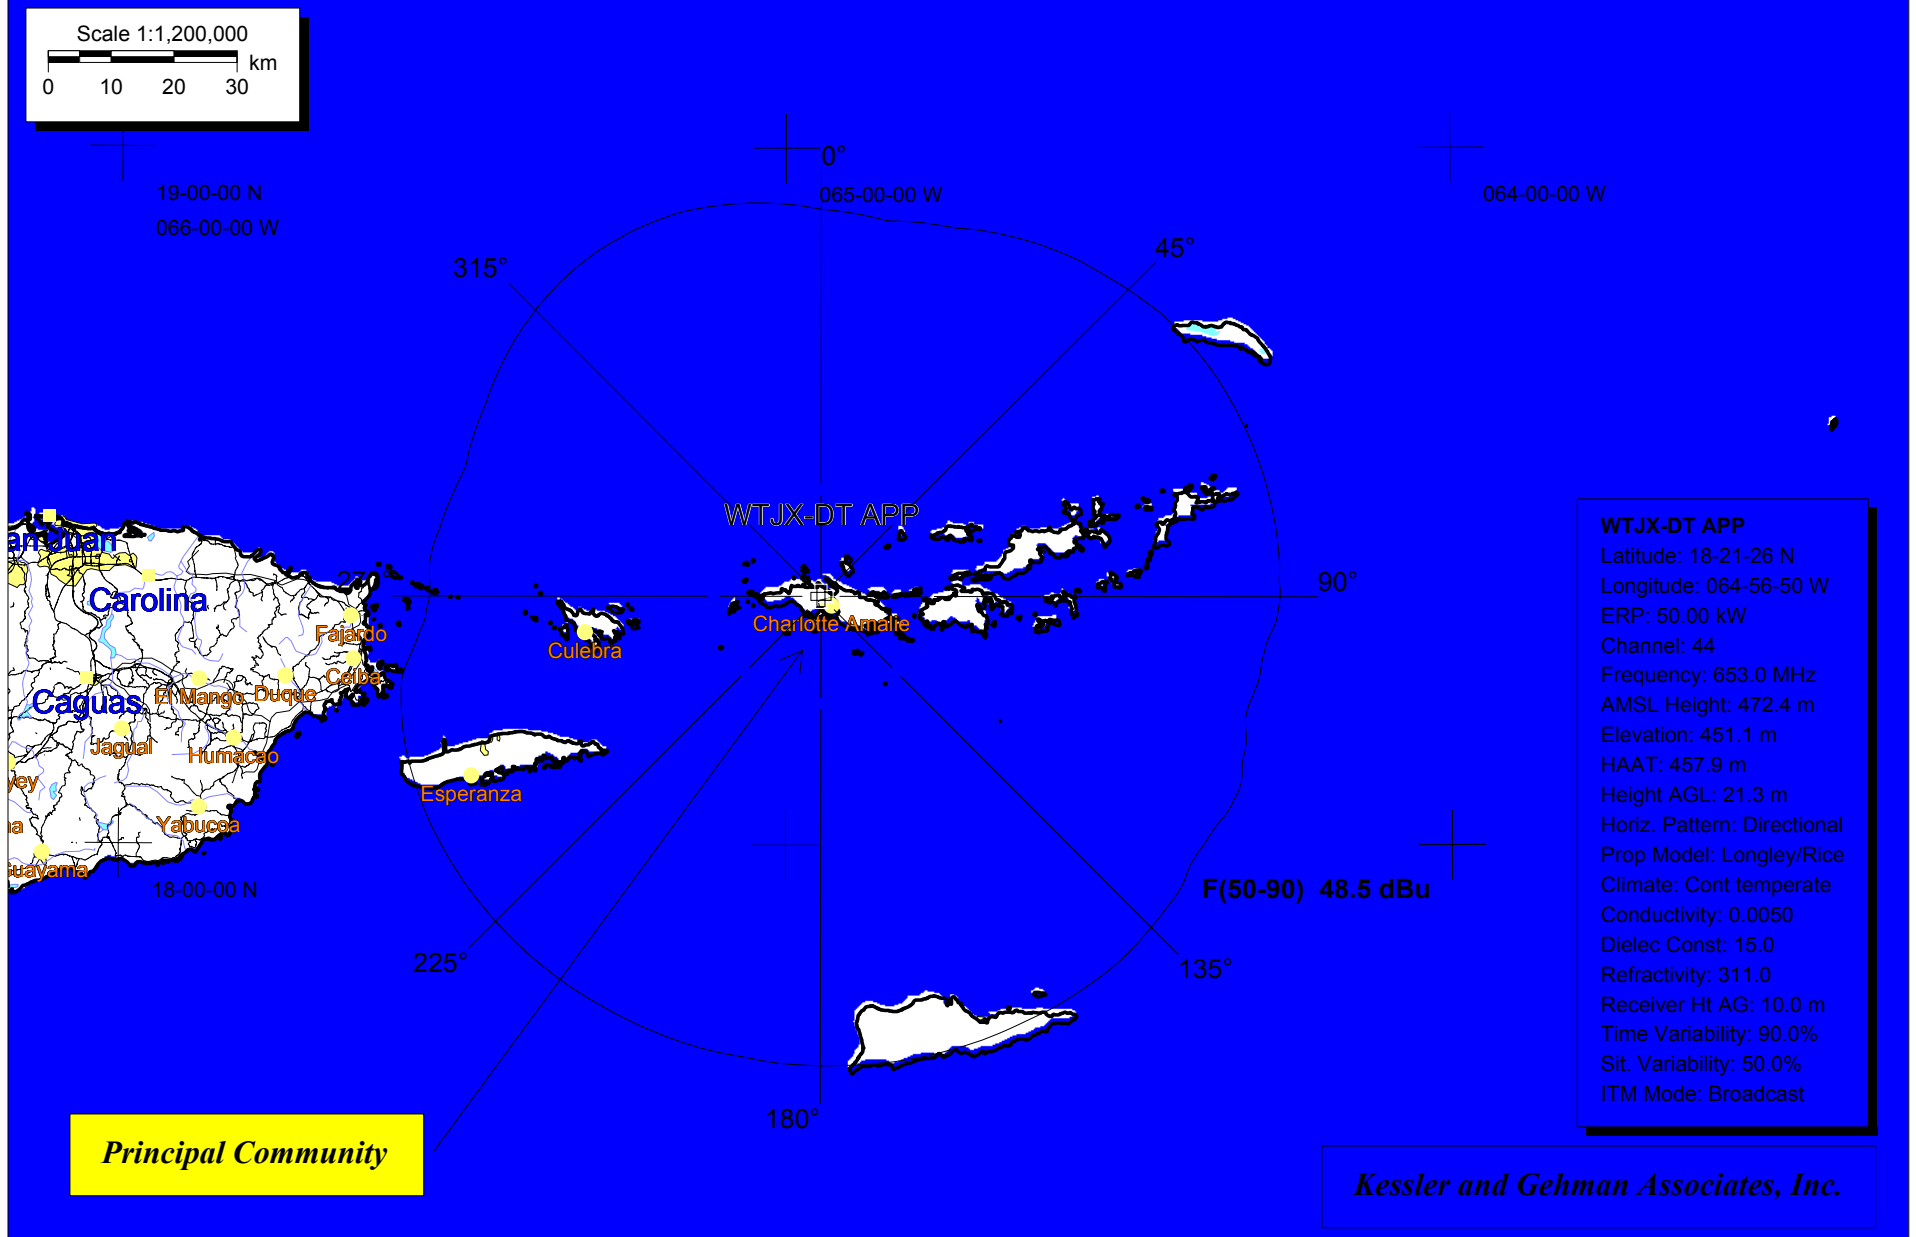 Scale 1:1,200,000
km
0 10 20 30
0°
19-00-00 N
066-00-00 W
065-00-00 W
064-00-00 W
315°
45°
WTJX-DT APP
an Juan
Carolina
90°
Fajardo
Culebra
Charlotte Amalie
Ceiba
El Mango
Duque
Caguas
Jagual
Humacao
yey
Esperanza
na
Yabucoa
Guayama
18-00-00 N
F(50-90) 48.5 dBu
225°
135°
180°
Principal Community
WTJX-DT APP
Latitude: 18-21-26 N
Longitude: 064-56-50 W
ERP: 50.00 kW
Channel: 44
Frequency: 653.0 MHz
AMSL Height: 472.4 m
Elevation: 451.1 m
HAAT: 457.9 m
Height AGL: 21.3 m
Horiz. Pattern: Directional
Prop Model: Longley/Rice
Climate: Cont temperate
Conductivity: 0.0050
Dielec Const: 15.0
Refractivity: 311.0
Receiver Ht AG: 10.0 m
Time Variability: 90.0%
Sit. Variability: 50.0%
ITM Mode: Broadcast
Kessler and Gehman Associates, Inc.